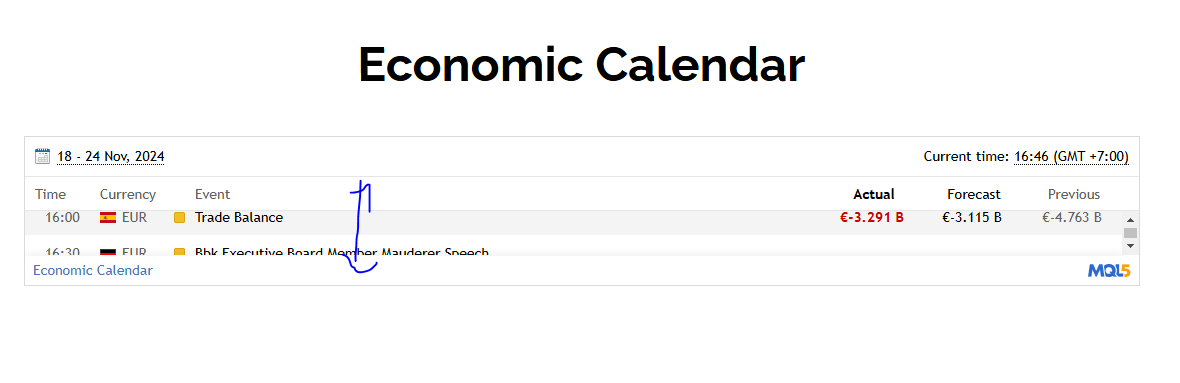 Economic Calendar
18 - 24 Nov, 2024 Current time: 16:46 (GMT +7:00)
Time Currency Event Actual Forecast Previous
16:00 EUR Trade Balance €-3.291 B €-3.115 B €-4.763 B
16:30 EUR Bbk Executive Board Member Mauderer Speech
Economic Calendar MQL5